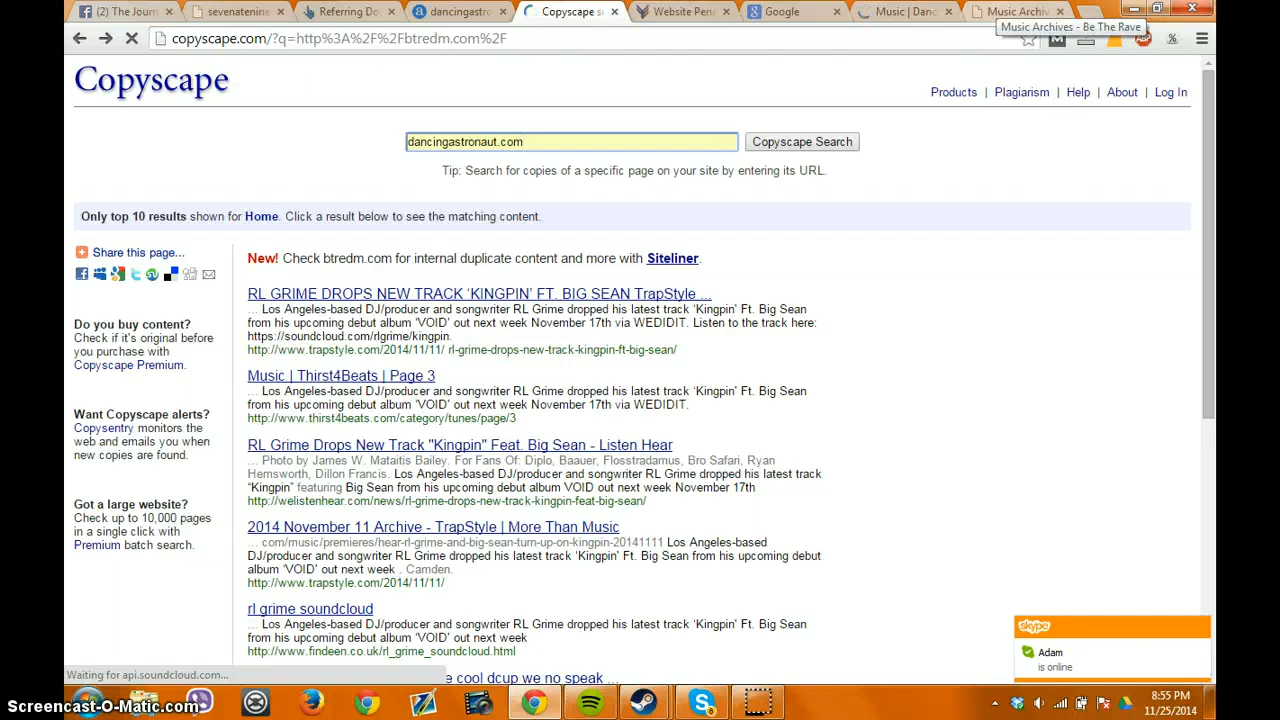 (The Journ
sevenatenine
Referring Do
dancingastro
Copyscape se
Website Pen
Google
Music | Danc
Music Archiv
Music Archives - Be The Rave
copyscape.com/?q=http%3A%2F%2Fbtredm.com%2F
Copyscape
Products | Plagiarism | Help | About | Log In
dancingastronaut.com
Copyscape Search
Tip: Search for copies of a specific page on your site by entering its URL.
Only top 10 results shown for Home. Click a result below to see the matching content.
Share this page...
Do you buy content?
Check if it's original before
you purchase with
Copyscape Premium.
Want Copyscape alerts?
Copysentry monitors the
web and emails you when
new copies are found.
Got a large website?
Check up to 10,000 pages
in a single click with
Premium batch search.
New! Check btredm.com for internal duplicate content and more with Siteliner.
RL GRIME DROPS NEW TRACK ‘KINGPIN’ FT. BIG SEAN TrapStyle ...
... Los Angeles-based DJ/producer and songwriter RL Grime dropped his latest track ‘Kingpin’ Ft. Big Sean
from his upcoming debut album ‘VOID’ out next week November 17th via WEDIDIT. Listen to the track here:
https://soundcloud.com/rlgrime/kingpin.
http://www.trapstyle.com/2014/11/11/ rl-grime-drops-new-track-kingpin-ft-big-sean/
Music | Thirst4Beats | Page 3
... Los Angeles-based DJ/producer and songwriter RL Grime dropped his latest track ‘Kingpin’ Ft. Big Sean
from his upcoming debut album ‘VOID’ out next week November 17th via WEDIDIT.
http://www.thirst4beats.com/category/tunes/page/3
RL Grime Drops New Track "Kingpin" Feat. Big Sean - Listen Hear
... Photo by James W. Mataitis Bailey. For Fans Of: Diplo, Baauer, Flosstradamus, Bro Safari, Ryan
Hemsworth, Dillon Francis. Los Angeles-based DJ/producer and songwriter RL Grime dropped his latest track
“Kingpin” featuring Big Sean from his upcoming debut album VOID out next week November 17th
http://welistenhear.com/news/rl-grime-drops-new-track-kingpin-feat-big-sean/
2014 November 11 Archive - TrapStyle | More Than Music
... com/music/premieres/hear-rl-grime-and-big-sean-turn-up-on-kingpin-20141111 Los Angeles-based
DJ/producer and songwriter RL Grime dropped his latest track ‘Kingpin’ Ft. Big Sean from his upcoming debut
album ‘VOID’ out next week . Camden.
http://www.trapstyle.com/2014/11/11/
rl grime soundcloud
... Los Angeles-based DJ/producer and songwriter RL Grime dropped his latest track ‘Kingpin’ Ft. Big Sean
from his upcoming debut album ‘VOID’ out next week
http://www.findeen.co.uk/rl_grime_soundcloud.html
e cool dcup we no speak ...
Waiting for api.soundcloud.com...
skype
Adam
is online
8:55 PM
11/25/2014
Screencast-O-Matic.com